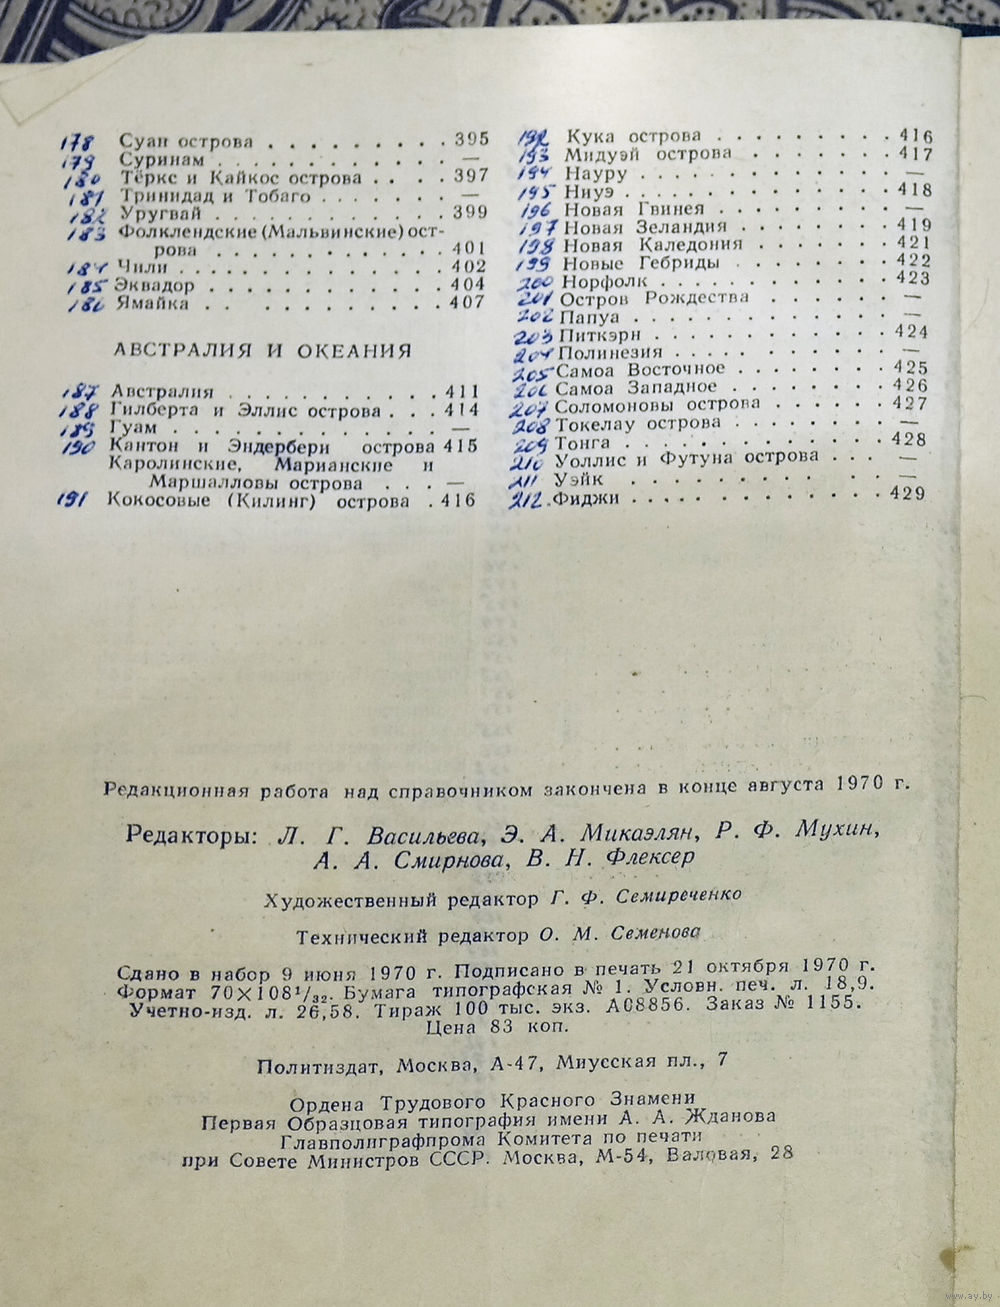 178 Суан острова . . . . . . . . . 395
179 Суринам . . . . . . . . . . . . —
180 Тёркс и Кайкос острова . . . . 397
181 Тринидад и Тобаго . . . . . . . —
182 Уругвай . . . . . . . . . . . . 399
183 Фолклендские (Мальвинские) ост-
рова . . . . . . . . . . . 401
184 Чили . . . . . . . . . . . . . 402
185 Эквадор . . . . . . . . . . . . 404
186 Ямайка . . . . . . . . . . . . 407
АВСТРАЛИЯ И ОКЕАНИЯ
187 Австралия . . . . . . . . . . . 411
188 Гилберта и Эллис острова . . . 414
189 Гуам . . . . . . . . . . . . . —
190 Кантон и Эндербери острова 415
Каролинские, Марианские и
Маршалловы острова . . . —
191 Кокосовые (Килинг) острова . 416
192 Кука острова . . . . . . . . . 416
193 Мидуэй острова . . . . . . . 417
194 Науру . . . . . . . . . . . . —
195 Ниуэ . . . . . . . . . . . . . 418
196 Новая Гвинея . . . . . . . . . —
197 Новая Зеландия . . . . . . . . 419
198 Новая Каледония . . . . . . . 421
199 Новые Гебриды . . . . . . . . 422
200 Норфолк . . . . . . . . . . . 423
201 Остров Рождества . . . . . . —
202 Папуа . . . . . . . . . . . . —
203 Питкэрн . . . . . . . . . . . 424
204 Полинезия . . . . . . . . . . —
205 Самоа Восточное . . . . . . . . 425
206 Самоа Западное . . . . . . . . 426
207 Соломоновы острова . . . . . . 427
208 Токелау острова . . . . . . . . —
209 Тонга . . . . . . . . . . . . 428
210 Уоллис и Футуна острова . . . —
211 Уэйк . . . . . . . . . . . . —
212. Фиджи . . . . . . . . . . . . 429
Редакционная работа над справочником закончена в конце августа 1970 г.
Редакторы: Л. Г. Васильева, Э. А. Микаэлян, Р. Ф. Мухин,
А. А. Смирнова, В. Н. Флексер
Художественный редактор Г. Ф. Семиреченко
Технический редактор О. М. Семенова
Сдано в набор 9 июня 1970 г. Подписано в печать 21 октября 1970 г.
Формат 70×108¹/₃₂. Бумага типографская № 1. Условн. печ. л. 18,9.
Учетно-изд. л. 26,58. Тираж 100 тыс. экз. А08856. Заказ № 1155.
Цена 83 коп.
Политиздат, Москва, А-47, Миусская пл., 7
Ордена Трудового Красного Знамени
Первая Образцовая типография имени А. А. Жданова
Главполиграфпрома Комитета по печати
при Совете Министров СССР. Москва, М-54, Валовая, 28
www.ay.by